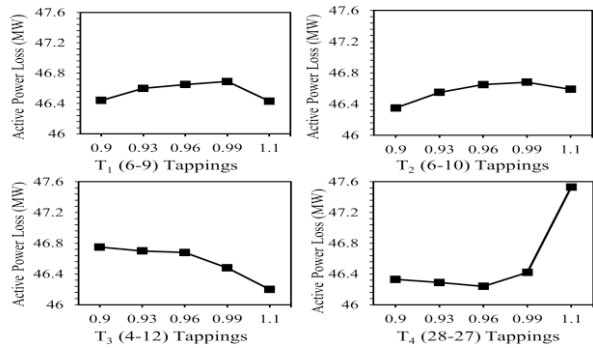 Active Power Loss (MW)
47.6
47.2
46.8
46.4
46
0.9 0.93 0.96 0.99 1.1
T₁ (6-9) Tappings
Active Power Loss (MW)
47.6
47.2
46.8
46.4
46
0.9 0.93 0.96 0.99 1.1
T₂ (6-10) Tappings
Active Power Loss (MW)
47.6
47.2
46.8
46.4
46
0.9 0.93 0.96 0.99 1.1
T₃ (4-12) Tappings
Active Power Loss (MW)
47.6
47.2
46.8
46.4
46
0.9 0.93 0.96 0.99 1.1
T₄ (28-27) Tappings